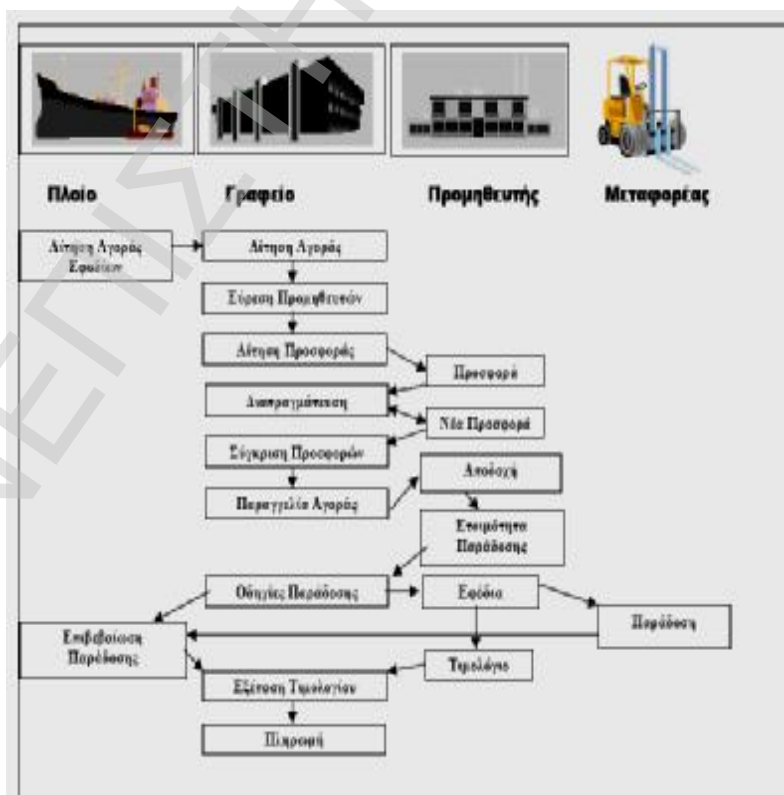 Πλοίο
Γραφείο
Προμηθευτής
Μεταφορέας
Αίτηση Αγοράς
Εφοδίων
Αίτηση Αγοράς
Εύρεση Προμηθευτών
Αίτηση Προσφοράς
Προσφορά
Διαπραγμάτευση
Νέα Προσφορά
Σύγκριση Προσφορών
Αποδοχή
Παραγγελία Αγοράς
Ετοιμότητα
Παράδοσης
Οδηγίες Παράδοσης
Εφόδια
Παράδοση
Επιβεβαίωση
Παράδοσης
Τιμολόγιο
Εξέταση Τιμολογίου
Πληρωμή